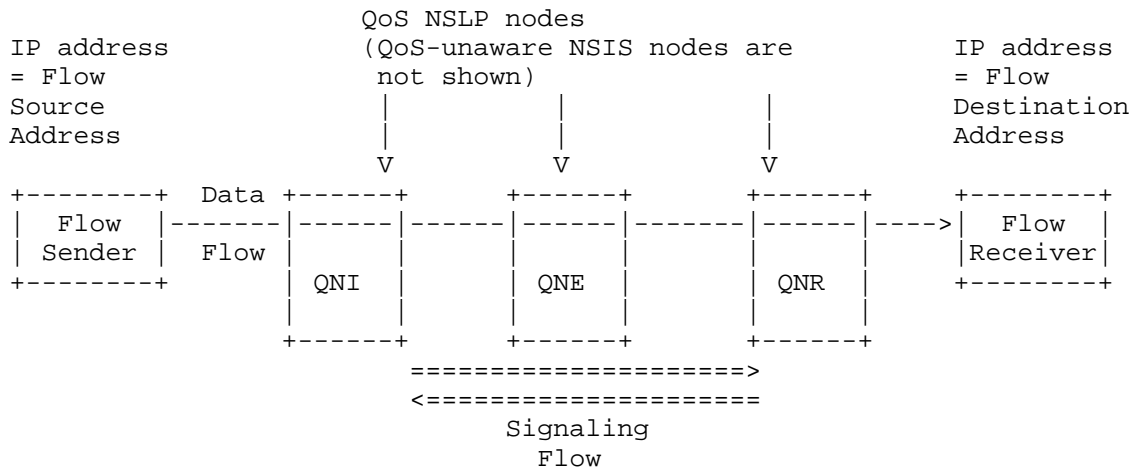 QoS NSLP nodes
IP address (QoS-unaware NSIS nodes are IP address
= Flow not shown) = Flow
Source | | | Destination
Address | | | Address
V V V
+--------+ Data +------+ +------+ +------+ +--------+
| Flow |-------|------|------|------|-------|------|---->| Flow |
| Sender | Flow | | | | | | |Receiver|
+--------+ | QNI | | QNE | | QNR | +--------+
| | | | | |
+------+ +------+ +------+
=====================>
<=====================
Signaling
Flow